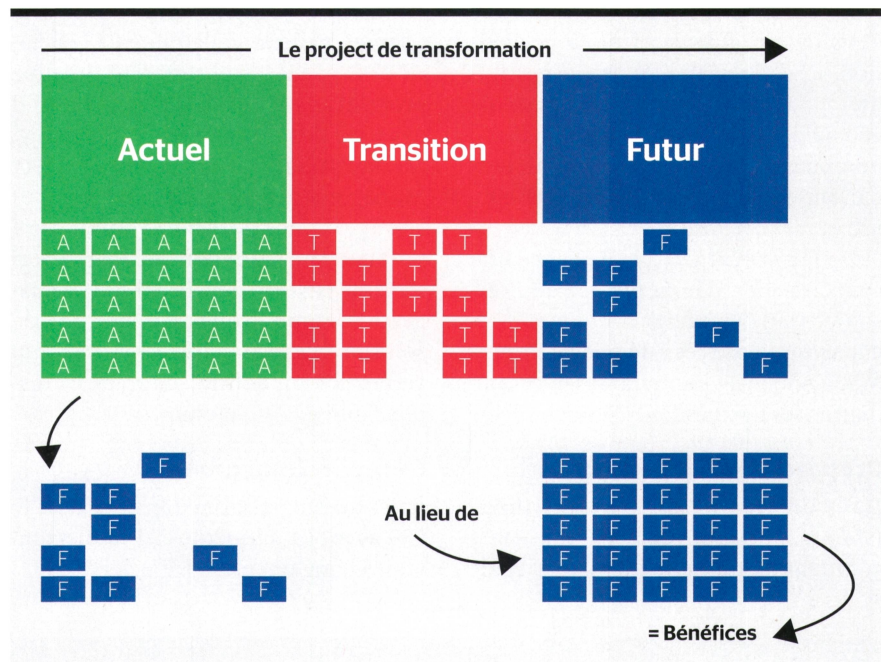 Le project de transformation
Actuel Transition Futur
A A A A A T T T F
A A A A A T T T F F
A A A A A T T T F
A A A A A T T T T F F
A A A A A T T T T F F F
F
F F
F
F F
F F F
Au lieu de
F F F F F
F F F F F
F F F F F
F F F F F
F F F F F
= Bénéfices